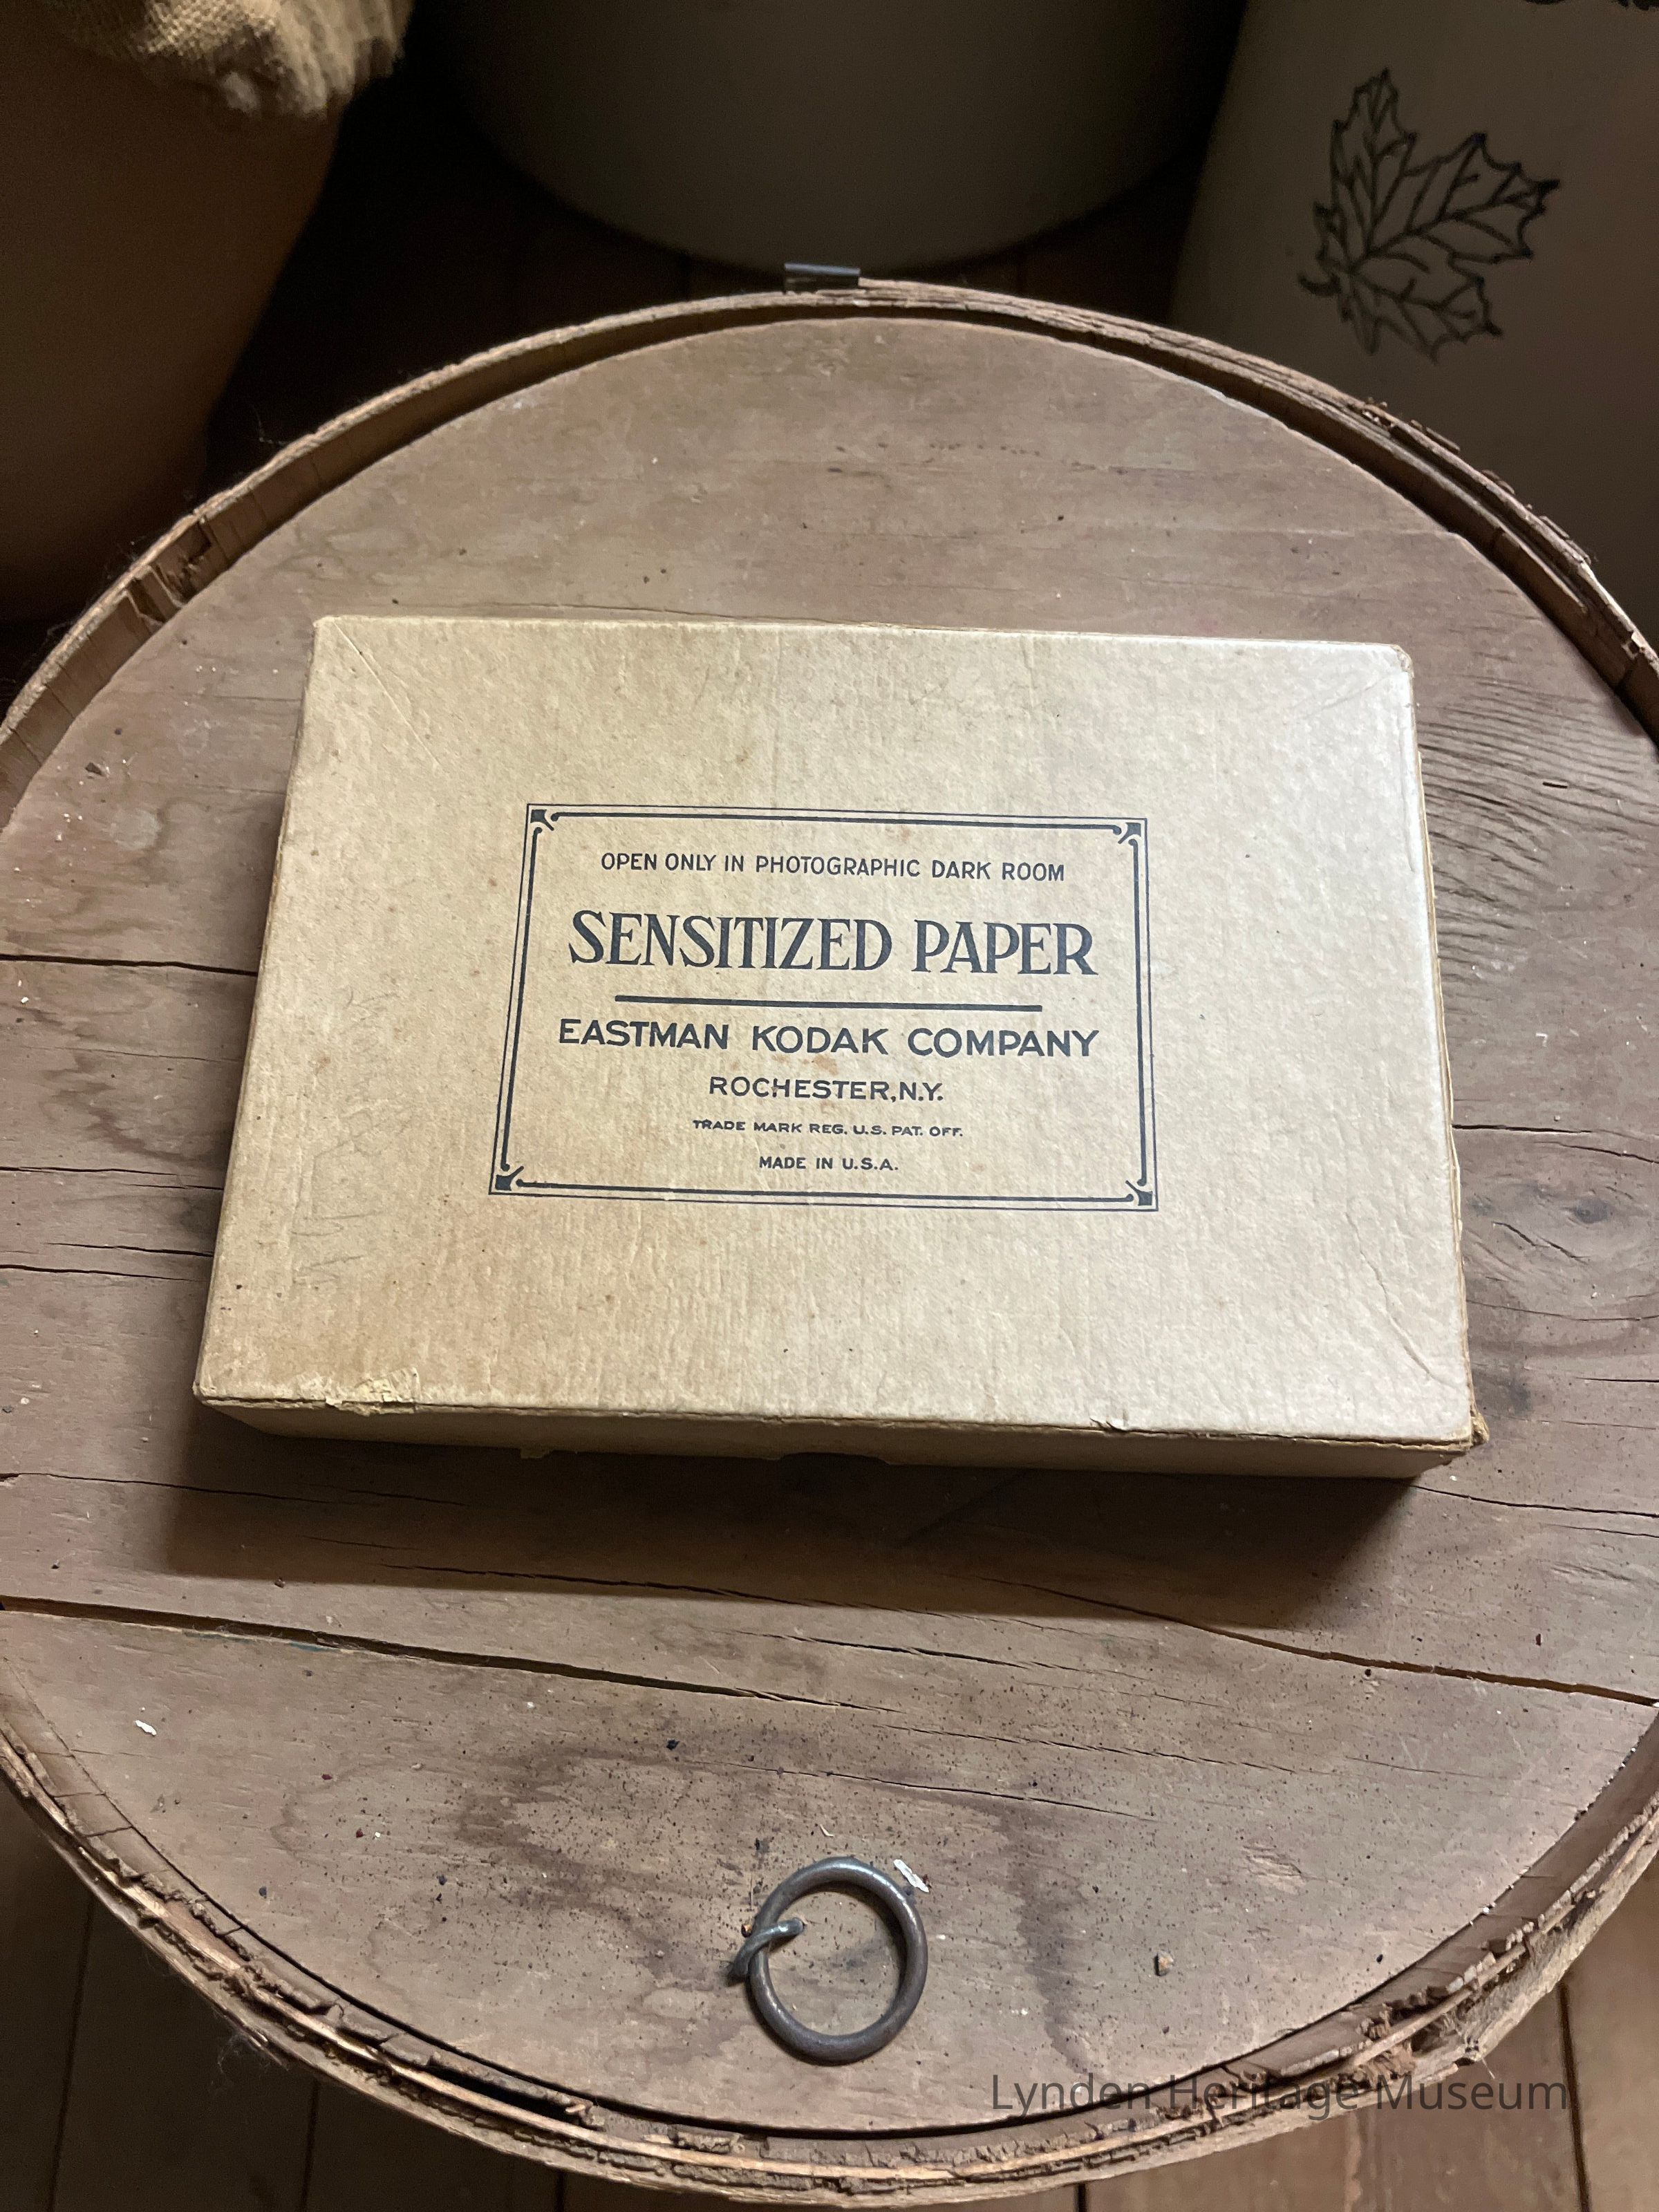 OPEN ONLY IN PHOTOGRAPHIC DARK ROOM
SENSITIZED PAPER
EASTMAN KODAK COMPANY
ROCHESTER, N.Y.
TRADE MARK REG. U.S. PAT. OFF.
MADE IN U.S.A.
Lynden Heritage Museum